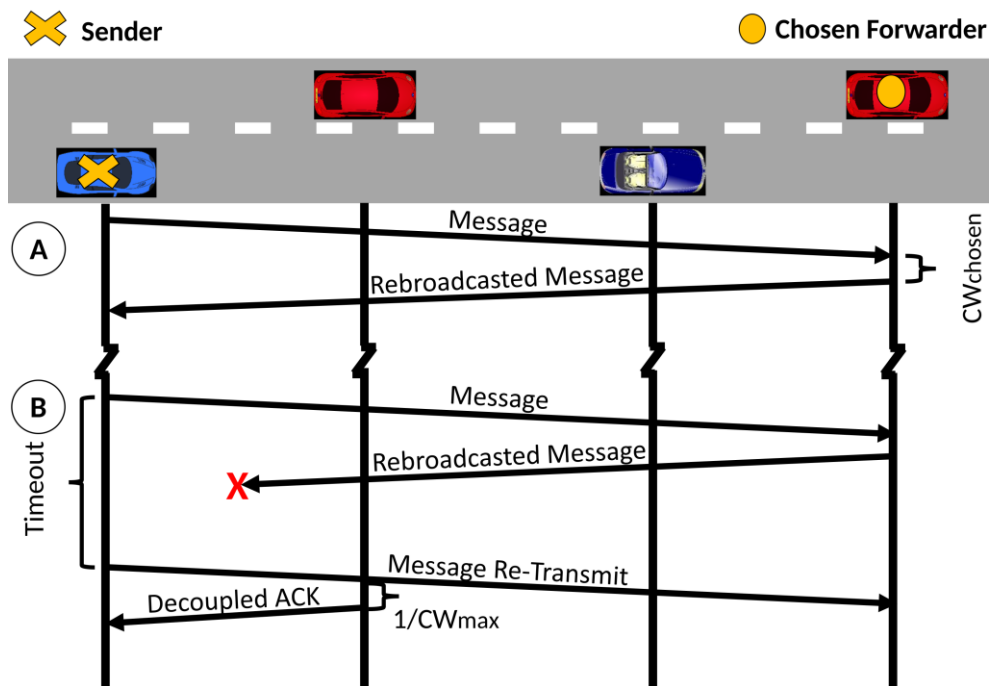 Sender
Chosen Forwarder
A
Message
Rebroadcasted Message
CWchosen
B
Message
Rebroadcasted Message
X
Timeout
Message Re-Transmit
Decoupled ACK
1/CWmax